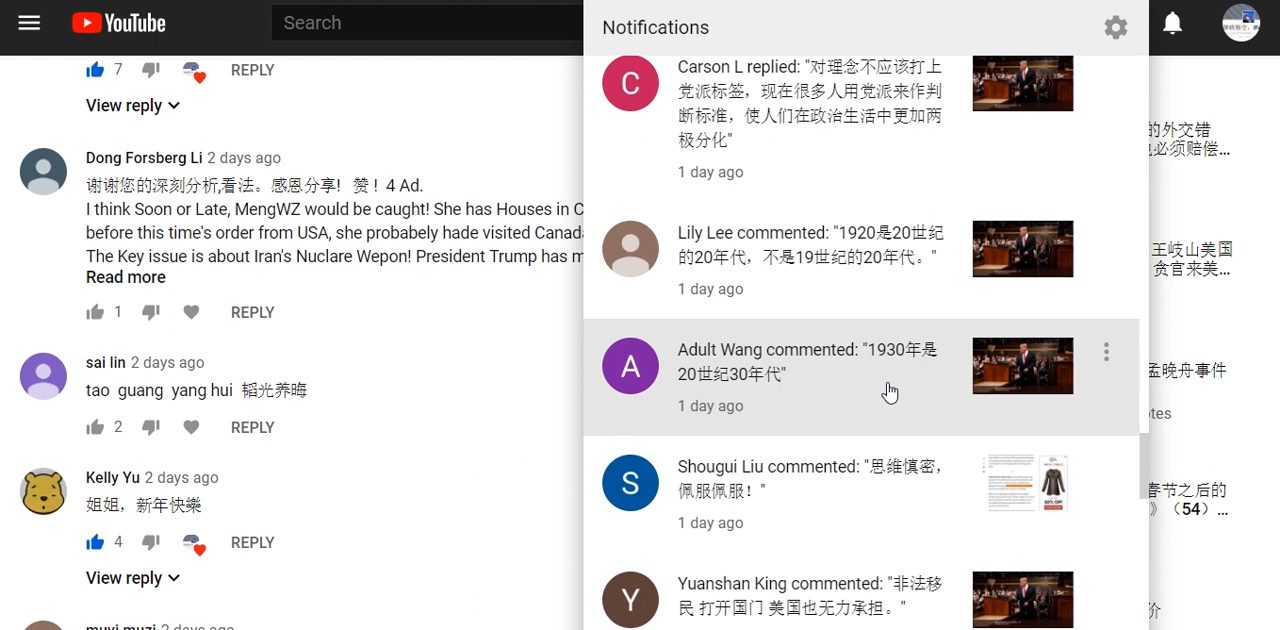 YouTube
Search
7
REPLY
View reply
Dong Forsberg Li 2 days ago
谢谢您的深刻分析,看法。感恩分享! 赞！4 Ad.
I think Soon or Late, MengWZ would be caught! She has Houses in C
before this time's order from USA, she probabely hade visited Canada
The Key issue is about Iran's Nuclare Wepon! President Trump has m
Read more
1
REPLY
sai lin 2 days ago
tao guang yang hui 韬光养晦
2
REPLY
Kelly Yu 2 days ago
姐姐，新年快樂
4
REPLY
View reply
Notifications
C
Carson L replied: "对理念不应该打上
党派标签，现在很多人用党派来作判
断标准，使人们在政治生活中更加两
极分化"
1 day ago
Lily Lee commented: "1920是20世纪
的20年代，不是19世纪的20年代。"
1 day ago
A
Adult Wang commented: "1930年是
20世纪30年代"
1 day ago
S
Shougui Liu commented: "思维慎密，
佩服佩服！"
1 day ago
Y
Yuanshan King commented: "非法移
民 打开国门 美国也无力承担。"
的外交错
必须赔偿...
王岐山美国
贪官来美...
孟晚舟事件
tes
春节之后的
》（54）...
价